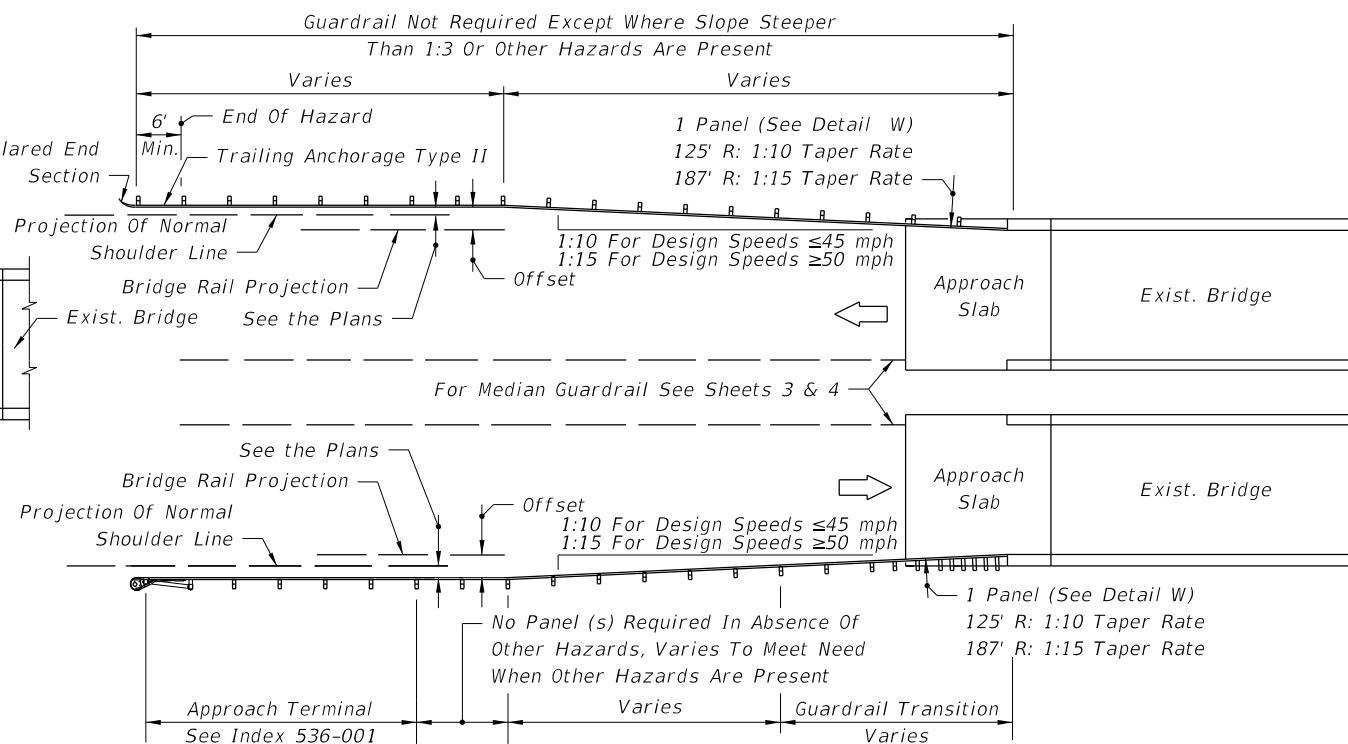 Guardrail Not Required Except Where Slope Steeper
Than 1:3 Or Other Hazards Are Present
Varies
Varies
6'
Min.
End Of Hazard
lared End
Section
Trailing Anchorage Type II
1 Panel (See Detail W)
125' R: 1:10 Taper Rate
187' R: 1:15 Taper Rate
Projection Of Normal
Shoulder Line
1:10 For Design Speeds ≤45 mph
1:15 For Design Speeds ≥50 mph
Bridge Rail Projection
Offset
Exist. Bridge
See the Plans
Approach
Slab
Exist. Bridge
For Median Guardrail See Sheets 3 & 4
See the Plans
Bridge Rail Projection
Projection Of Normal
Shoulder Line
Offset
1:10 For Design Speeds ≤45 mph
1:15 For Design Speeds ≥50 mph
Approach
Slab
Exist. Bridge
1 Panel (See Detail W)
125' R: 1:10 Taper Rate
187' R: 1:15 Taper Rate
No Panel (s) Required In Absence Of
Other Hazards, Varies To Meet Need
When Other Hazards Are Present
Approach Terminal
See Index 536-001
Varies
Guardrail Transition
Varies